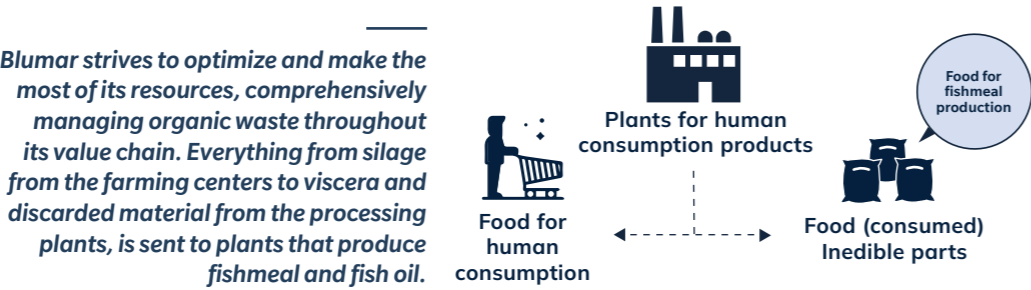 Blumar strives to optimize and make the
most of its resources, comprehensively
managing organic waste throughout
its value chain. Everything from silage
from the farming centers to viscera and
discarded material from the processing
plants, is sent to plants that produce
fishmeal and fish oil.
Plants for human
consumption products
Food for
human
consumption
Food for
fishmeal
production
Food (consumed)
Inedible parts